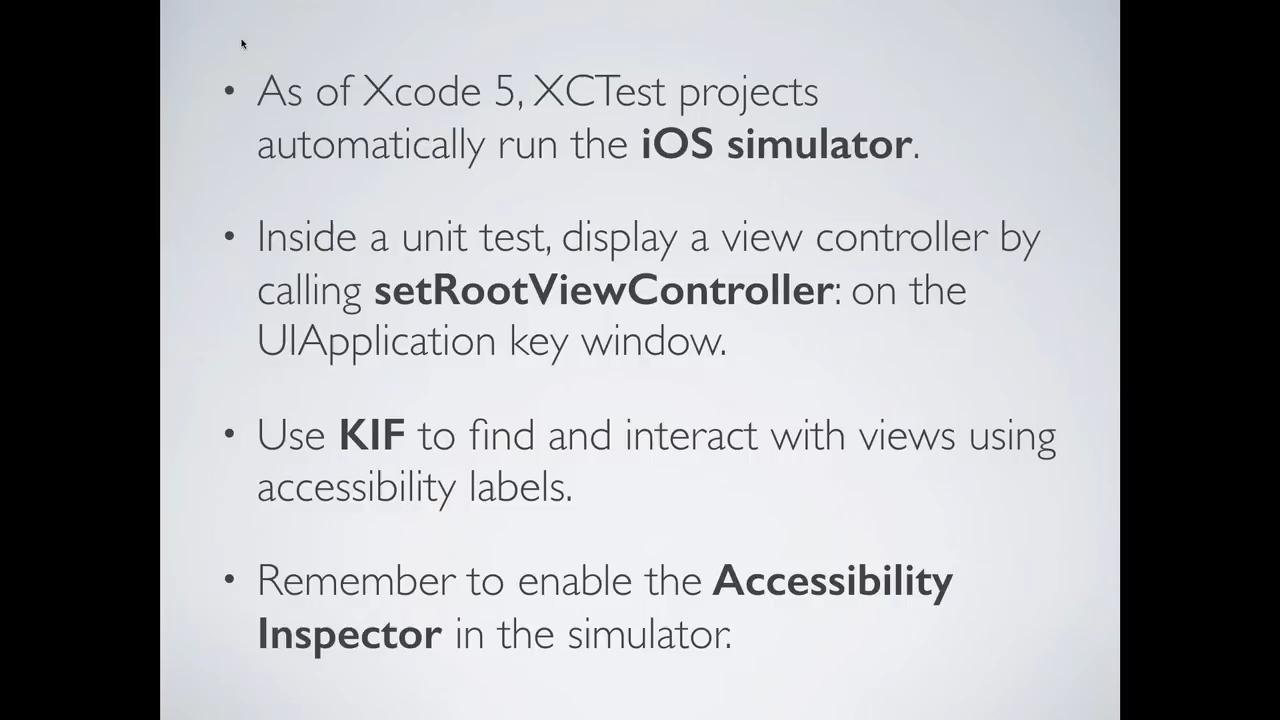 • As of Xcode 5, XCTest projects
automatically run the iOS simulator.
• Inside a unit test, display a view controller by
calling setRootViewController: on the
UIApplication key window.
• Use KIF to find and interact with views using
accessibility labels.
• Remember to enable the Accessibility
Inspector in the simulator.